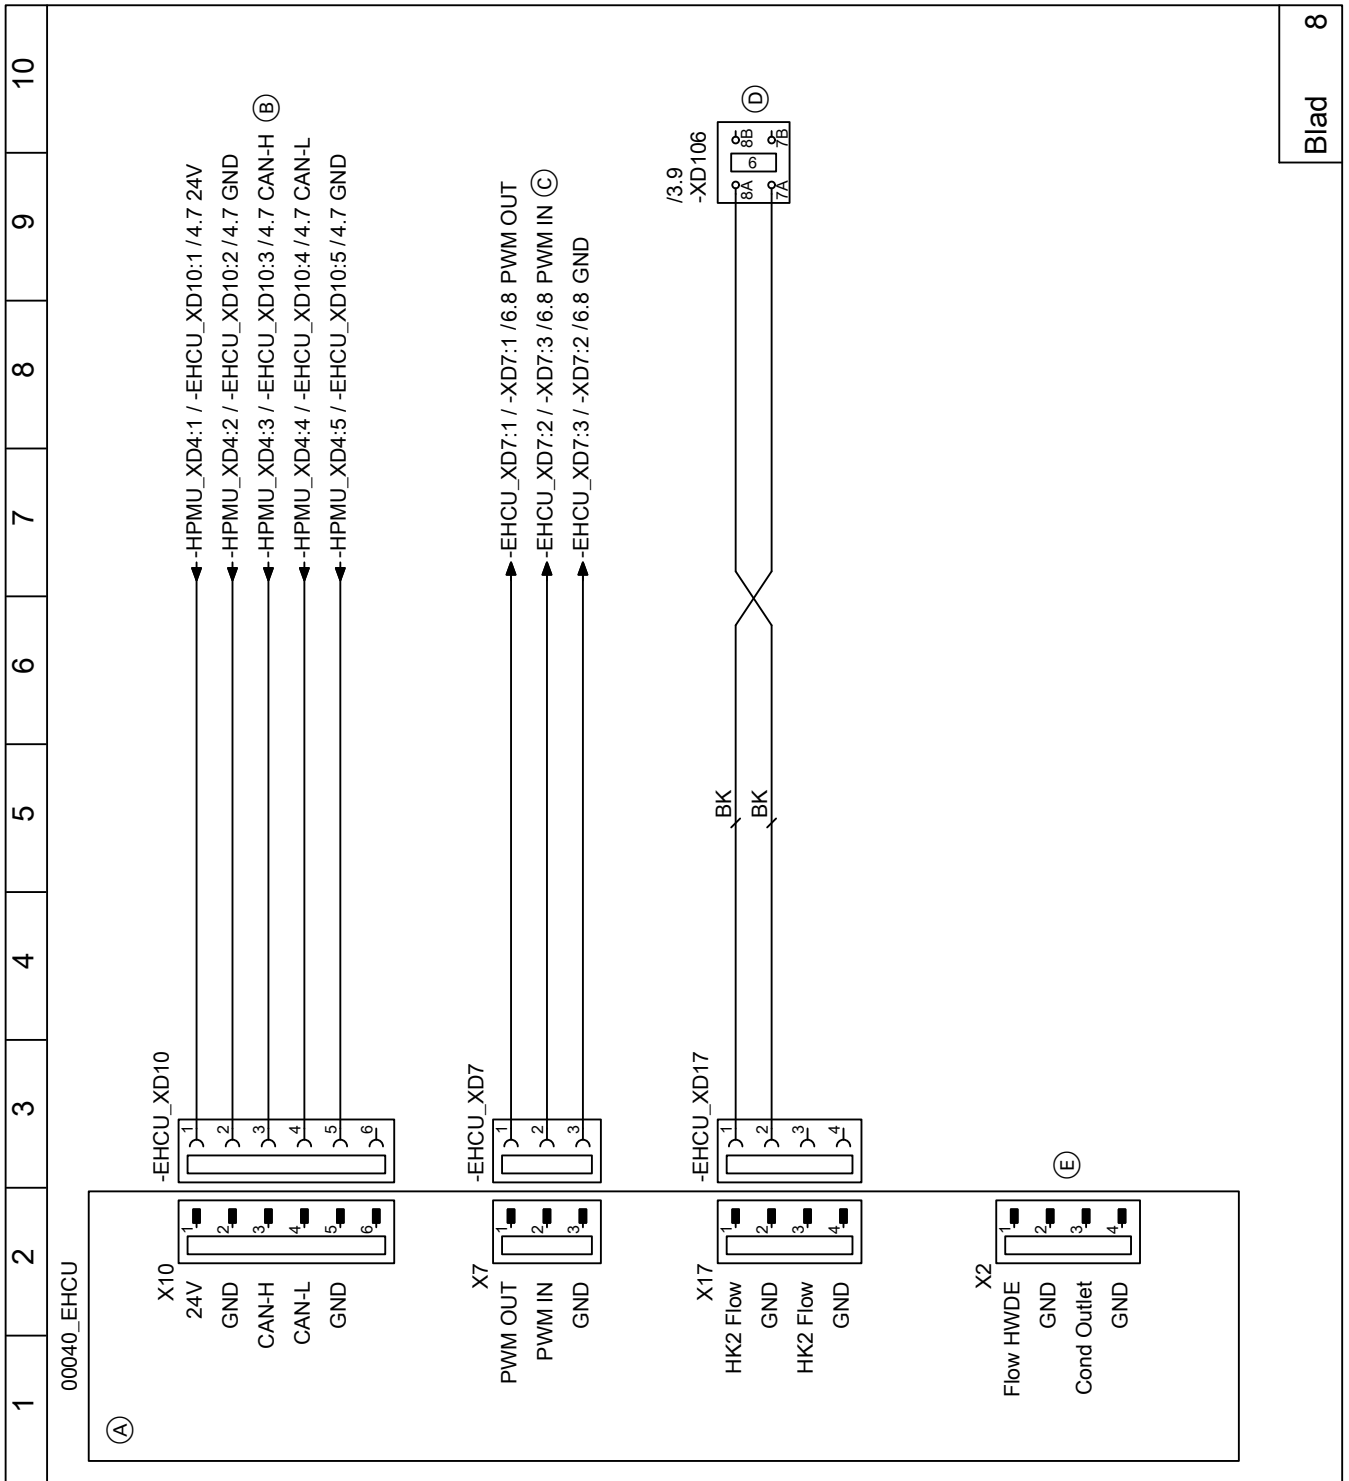 1 2 3 4 5 6 7 8 9 10
00040_EHCU
A
X10
24V
GND
CAN-H
CAN-L
GND
1 2 3 4 5 6
-EHCU_XD10
1 2 3 4 5 6
-HPMU_XD4:1 / -EHCU_XD10:1 /4.7 24V
-HPMU_XD4:2 / -EHCU_XD10:2 /4.7 GND
-HPMU_XD4:3 / -EHCU_XD10:3 /4.7 CAN-H B
-HPMU_XD4:4 / -EHCU_XD10:4 /4.7 CAN-L
-HPMU_XD4:5 / -EHCU_XD10:5 /4.7 GND
X7
PWM OUT
PWM IN
GND
1 2 3
-EHCU_XD7
1 2 3
-EHCU_XD7:1 / -XD7:1 /6.8 PWM OUT
-EHCU_XD7:2 / -XD7:3 /6.8 PWM IN C
-EHCU_XD7:3 / -XD7:2 /6.8 GND
X17
HK2 Flow
GND
HK2 Flow
GND
1 2 3 4
-EHCU_XD17
1 2 3 4
BK
BK
/3.9
-XD106
8A 6 8B
7A 7B
D
X2
Flow HWDE
GND
Cond Outlet
GND
1 2 3 4
E
Blad 8